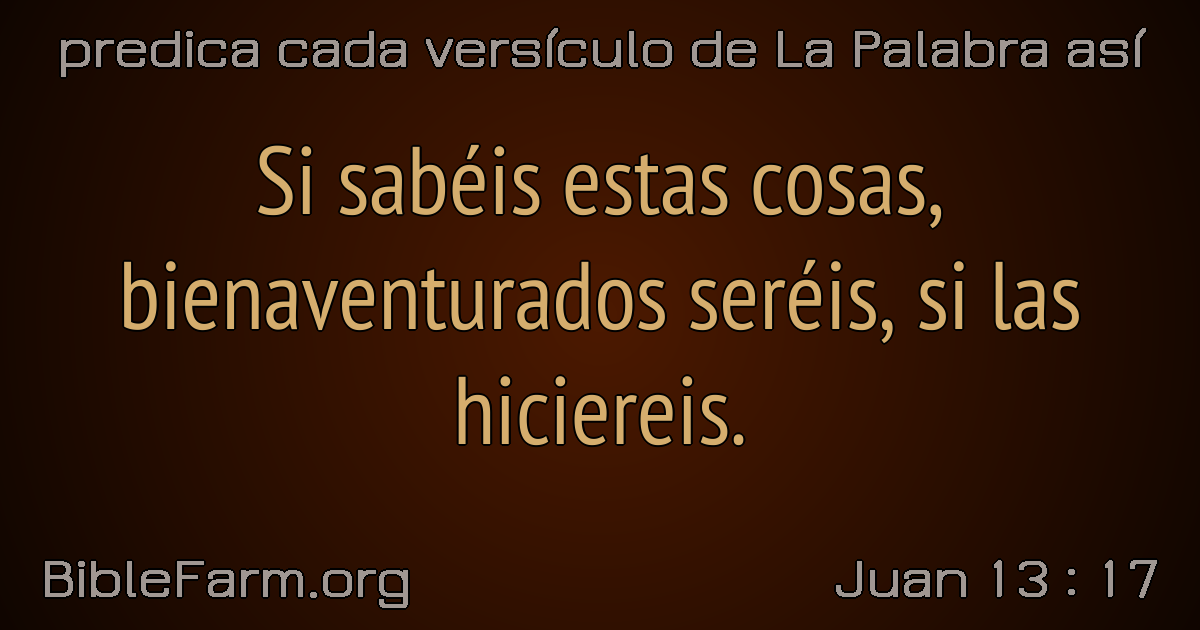 predica cada versículo de La Palabra así
Si sabéis estas cosas,
bienaventurados seréis, si las
hiciereis.
BibleFarm.org
Juan 13 : 17